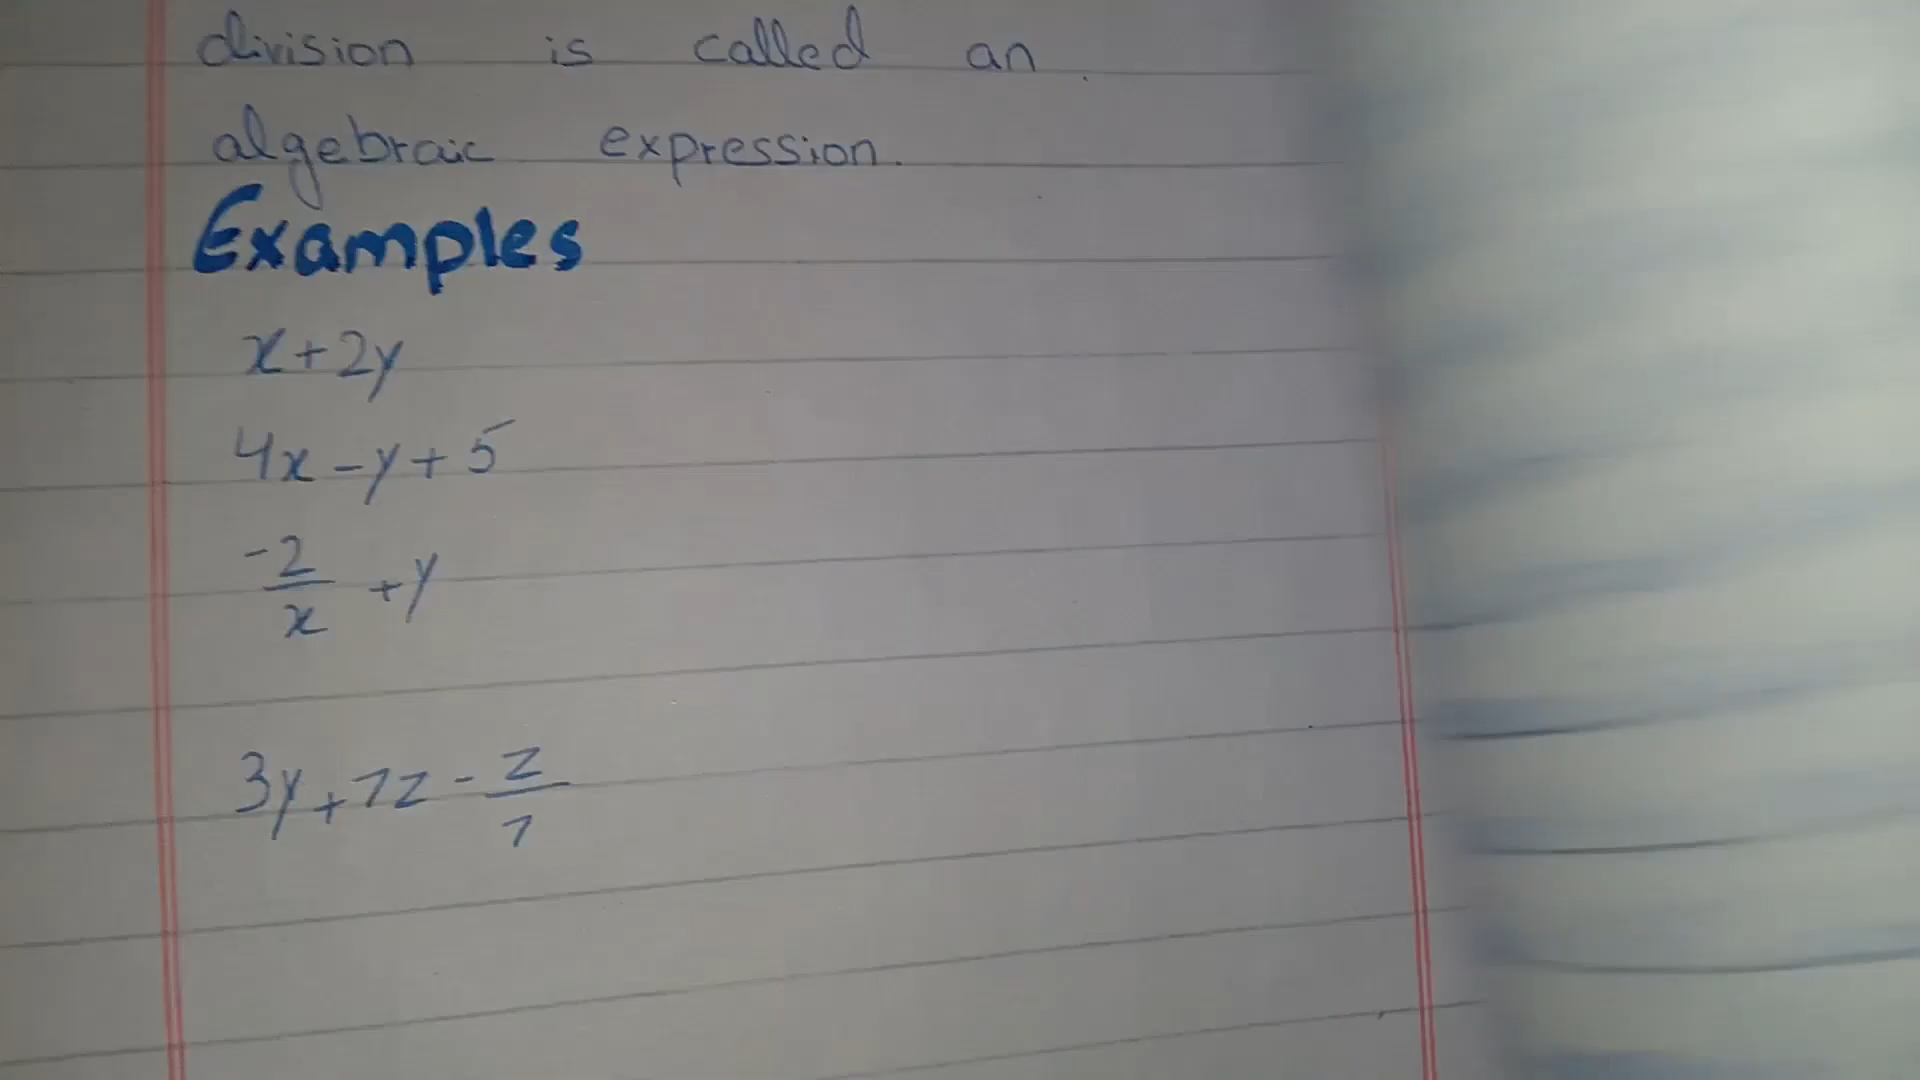 division is called an
algebraic expression.
Examples
x+2y
4x-y+5
-2/x +y
3y+7z-z/7